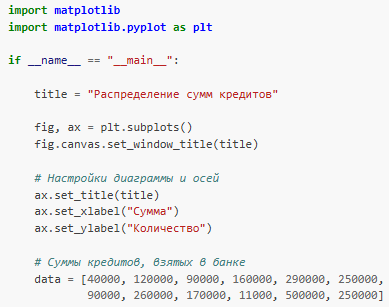 import matplotlib
import matplotlib.pyplot as plt
if __name__ == "__main__":
title = "Распределение сумм кредитов"
fig, ax = plt.subplots()
fig.canvas.set_window_title(title)
# Настройки диаграммы и осей
ax.set_title(title)
ax.set_xlabel("Сумма")
ax.set_ylabel("Количество")
# Суммы кредитов, взятых в банке
data = [40000, 120000, 90000, 160000, 290000, 250000,
90000, 260000, 170000, 11000, 500000, 250000]